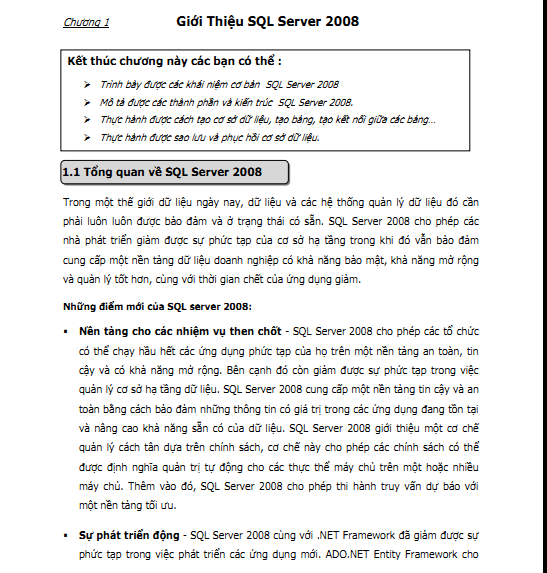 Chương 1 Giới Thiệu SQL Server 2008
Kết thúc chương này các bạn có thể :
➢ Trình bày được các khái niệm cơ bản SQL Server 2008
➢ Mô tả được các thành phần và kiến trúc SQL Server 2008.
➢ Thực hành được cách tạo cơ sở dữ liệu, tạo bảng, tạo kết nối giữa các bảng...
➢ Thực hành được sao lưu và phục hồi cơ sở dữ liệu.
1.1 Tổng quan về SQL Server 2008
Trong một thế giới dữ liệu ngày nay, dữ liệu và các hệ thống quản lý dữ liệu đó cần
phải luôn luôn được bảo đảm và ở trạng thái có sẵn. SQL Server 2008 cho phép các
nhà phát triển giảm được sự phức tạp của cơ sở hạ tầng trong khi đó vẫn bảo đảm
cung cấp một nền tảng dữ liệu doanh nghiệp có khả năng bảo mật, khả năng mở rộng
và quản lý tốt hơn, cùng với thời gian chết của ứng dụng giảm.
Những điểm mới của SQL server 2008:
▪ Nền tảng cho các nhiệm vụ then chốt - SQL Server 2008 cho phép các tổ chức
có thể chạy hầu hết các ứng dụng phức tạp của họ trên một nền tảng an toàn, tin
cậy và có khả năng mở rộng. Bên cạnh đó còn giảm được sự phức tạp trong việc
quản lý cơ sở hạ tầng dữ liệu. SQL Server 2008 cung cấp một nền tảng tin cậy và an
toàn bằng cách bảo đảm những thông tin có giá trị trong các ứng dụng đang tồn tại
và nâng cao khả năng sẵn có của dữ liệu. SQL Server 2008 giới thiệu một cơ chế
quản lý cách tân dựa trên chính sách, cơ chế này cho phép các chính sách có thể
được định nghĩa quản trị tự động cho các thực thể máy chủ trên một hoặc nhiều
máy chủ. Thêm vào đó, SQL Server 2008 cho phép thi hành truy vấn dự báo với
một nền tảng tối ưu.
▪ Sự phát triển động - SQL Server 2008 cùng với .NET Framework đã giảm được sự
phức tạp trong việc phát triển các ứng dụng mới. ADO.NET Entity Framework cho